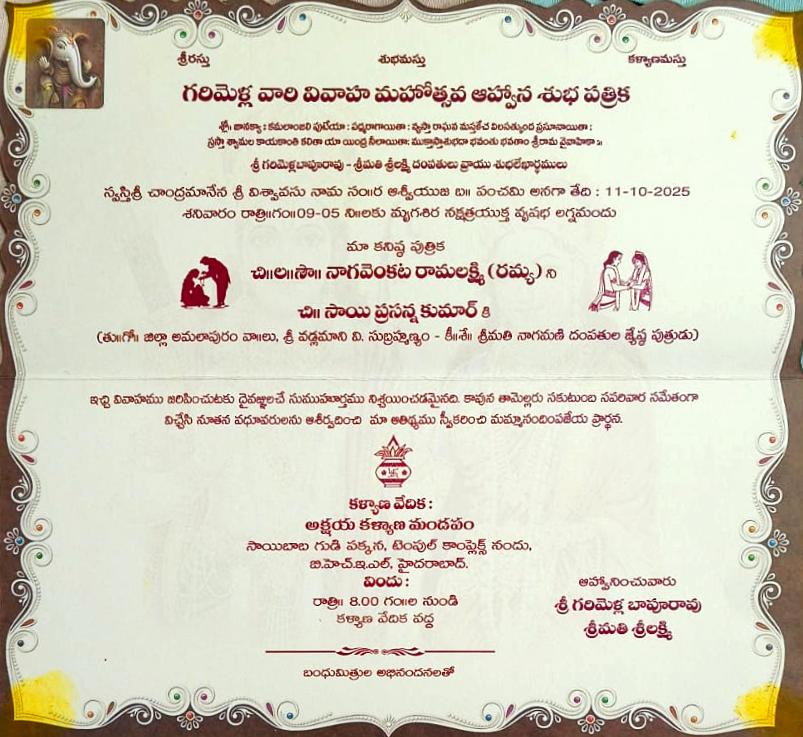 శ్రీరస్తు శుభమస్తు కళ్యాణమస్తు
గరిమెళ్ల వారి వివాహ మహోత్సవ ఆహ్వాన శుభ పత్రిక
శ్లో॥ జానక్యాః కమలాంజలి పుటేయాః పద్మరాగాయితాః న్యస్తా రాఘవ మస్తకేచ విలసత్కుంద ప్రసూనాయితాః
స్రస్తా శ్యామల కాయకాంతి కలితా యా యింద్ర నీలాయితాః ముక్తాస్తాశుభదా భవంతు భవతాం శ్రీరామ వైవాహికాః॥
శ్రీ గరిమెళ్లబాపూరావు - శ్రీమతి శ్రీలక్ష్మి దంపతులు వ్రాయు శుభలేఖార్థములు
స్వస్తిశ్రీ చాంద్రమానేన శ్రీ విశ్వావసు నామ సం॥ర ఆశ్వీయుజ బ॥ పంచమి అనగా తేది : 11-10-2025
శనివారం రాత్రి॥గం॥09-05 ని॥లకు మృగశిర నక్షత్రయుక్త వృషభ లగ్నమందు
మా కనిష్ఠ పుత్రిక
చి॥ల॥సౌ॥ నాగవెంకట రామలక్ష్మి (రమ్య) ని
చి॥ సాయి ప్రసన్న కుమార్ కి
(తు॥గో॥ జిల్లా అమలాపురం వా॥లు, శ్రీ వడ్లమాని వి. సుబ్రహ్మణ్యం - కీ॥శే॥ శ్రీమతి నాగమణి దంపతుల జ్యేష్ఠ పుత్రుడు)
ఇచ్చి వివాహము జరిపించుటకు దైవజ్ఞులచే సుముహూర్తము నిశ్చయించడమైనది. కావున తామెల్లరు సకుటుంబ సపరివార సమేతంగా
విచ్చేసి నూతన వధూవరులను ఆశీర్వదించి మా ఆతిథ్యము స్వీకరించి మమ్మానందింపజేయ ప్రార్థన.
కళ్యాణ వేదిక :
అక్షయ కళ్యాణ మండపం
సాయిబాబ గుడి పక్కన, టెంపుల్ కాంప్లెక్స్ నందు,
బి.హెచ్.ఇ.ఎల్, హైదరాబాద్.
విందు :
రాత్రి॥ 8.00 గం॥ల నుండి
కళ్యాణ వేదిక వద్ద
ఆహ్వానించువారు
శ్రీ గరిమెళ్ల బాపూరావు
శ్రీమతి శ్రీలక్ష్మి
బంధుమిత్రుల అభినందనలతో